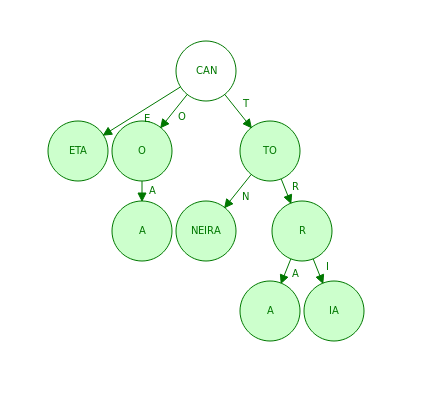 CAN
E O T
ETA O TO
A N R
A NEIRA R
A I
A IA